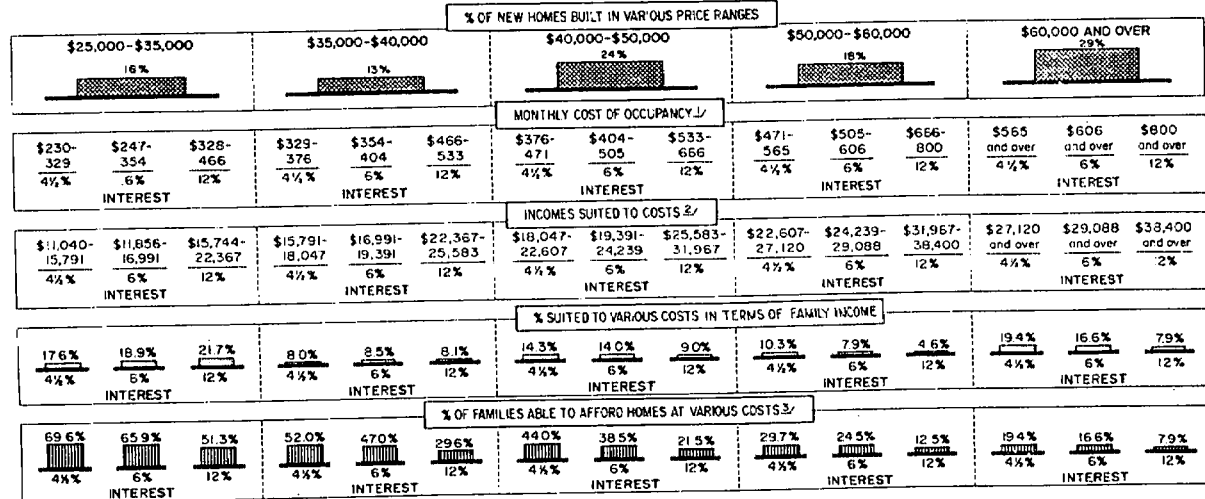 % OF NEW HOMES BUILT IN VARIOUS PRICE RANGES
$25,000-$35,000 $35,000-$40,000 $40,000-$50,000 $50,000-$60,000 $60,000 AND OVER
16% 13% 24% 18% 29%
MONTHLY COST OF OCCUPANCY 1/
$230- $247- $328- $329- $354- $466- $376- $404- $533- $471- $505- $666- $565 $606 $800
329 354 466 376 404 533 471 505 666 565 606 800 and over and over and over
4½% .6% 12% 4½% 6% 12% 4½% 6% 12% 4½% 6% 12% 4½% 6% 12%
INTEREST INTEREST INTEREST INTEREST INTEREST
INCOMES SUITED TO COSTS 2/
$11,040- $11,856- $15,744- $15,791- $16,991- $22,367- $18,047- $19,391- $25,583- $22,607- $24,239- $31,967- $27,120 $29,088 $38,400
15,791 16,991 22,367 18,047 19,391 25,583 22,607 24,239 31,967 27,120 29,088 38,400 and over and over and over
4½% 6% 12% 4½% 6% 12% 4½% 6% 12% 4½% 6% 12% 4½% 6% 12%
INTEREST INTEREST INTEREST INTEREST INTEREST
% SUITED TO VARIOUS COSTS IN TERMS OF FAMILY INCOME
17.6% 18.9% 21.7% 8.0% 8.5% 8.1% 14.3% 14.0% 9.0% 10.3% 7.9% 4.6% 19.4% 16.6% 7.9%
4½% 6% 12% 4½% 6% 12% 4½% 6% 12% 4½% 6% 12% 4½% 6% 12%
INTEREST INTEREST INTEREST INTEREST INTEREST
% OF FAMILIES ABLE TO AFFORD HOMES AT VARIOUS COSTS 3/
69.6% 65.9% 51.3% 52.0% 47.0% 29.6% 44.0% 38.5% 21.5% 29.7% 24.5% 12.5% 19.4% 16.6% 7.9%
4½% 6% 12% 4½% 6% 12% 4½% 6% 12% 4½% 6% 12% 4½% 6% 12%
INTEREST INTEREST INTEREST INTEREST INTEREST